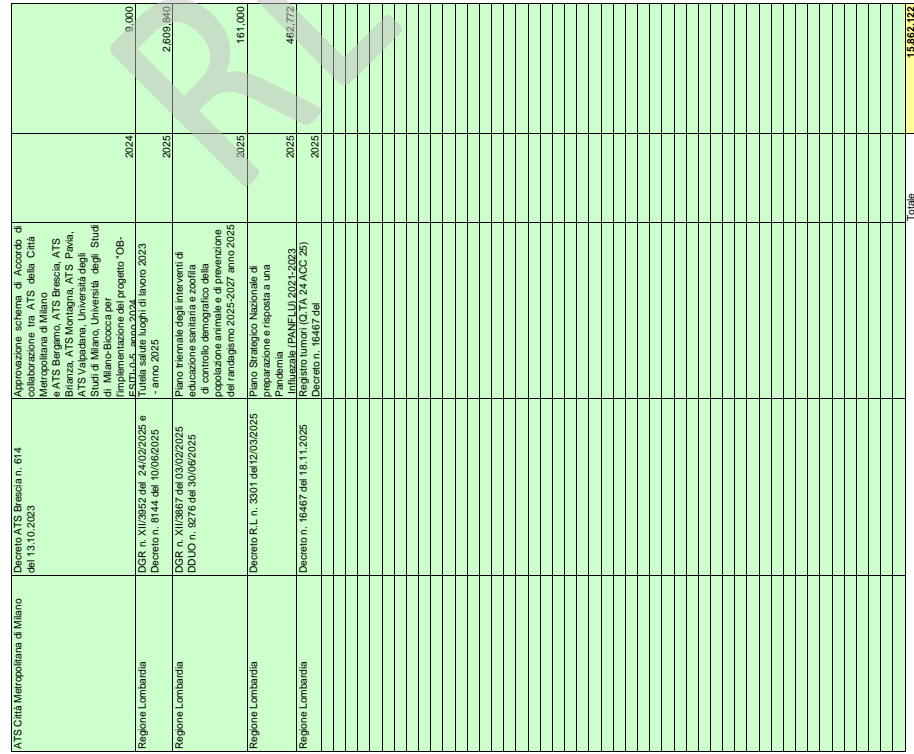 ATS Città Metropolitana di Milano
Decreto ATS Brescia n. 614
del 13.10.2023
Approvazione schema di Accordo di
collaborazione tra ATS della Città
Metropolitana di Milano
e ATS Bergamo, ATS Brescia, ATS
Brianza, ATS Montagna, ATS Pavia,
ATS Valpadana, Università degli
Studi di Milano, Università degli Studi
di Milano-Bicocca per
l'implementazione del progetto "OB-
ESITI-0-5, anno 2024
2024
9,000
Regione Lombardia
DGR n. XII/3952 del 24/02/2025 e
Decreto n. 8144 del 10/06/2025
Tutela salute luoghi di lavoro 2023
- anno 2025
2025
2,609,840
Regione Lombardia
DGR n. XII/3867 del 03/02/2025
DDUO n. 9276 del 30/06/2025
Piano triennale degli interventi di
educazione sanitaria e zoofila
di controllo demografico della
popolazione animale e di prevenzione
del randagismo 2025-2027 anno 2025
2025
161,000
Regione Lombardia
Decreto R.L n. 3301 del12/03/2025
Piano Strategico Nazionale di
preparazione e risposta a una
Pandemia
Influezale (PANFLU) 2021-2023
2025
462,772
Regione Lombardia
Decreto n. 16467 del 18.11.2025
Registro tumori (Q.TA 24 ACC 25)
Decreto n. 16467 del
2025
Totale
15,862,122